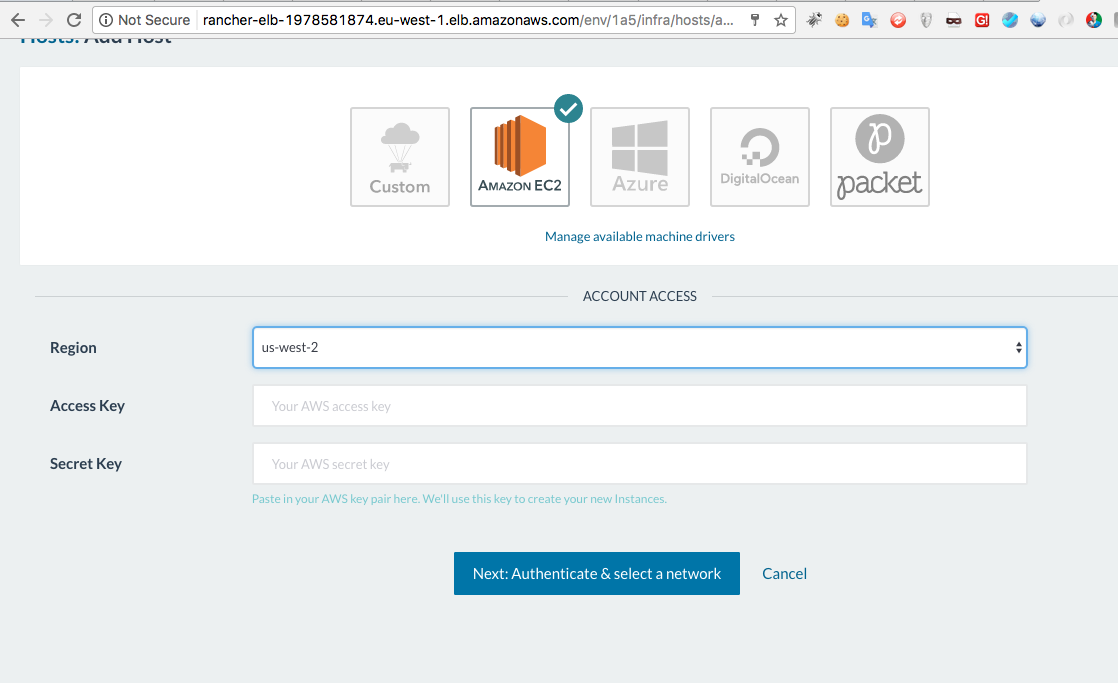 Not Secure
rancher-elb-1978581874.eu-west-1.elb.amazonaws.com/env/1a5/infra/hosts/a...
Hosts: Add Host
Custom
AMAZON EC2
Azure
DigitalOcean
packet
Manage available machine drivers
ACCOUNT ACCESS
Region
us-west-2
Access Key
Your AWS access key
Secret Key
Your AWS secret key
Paste in your AWS key pair here. We'll use this key to create your new Instances.
Next: Authenticate & select a network
Cancel